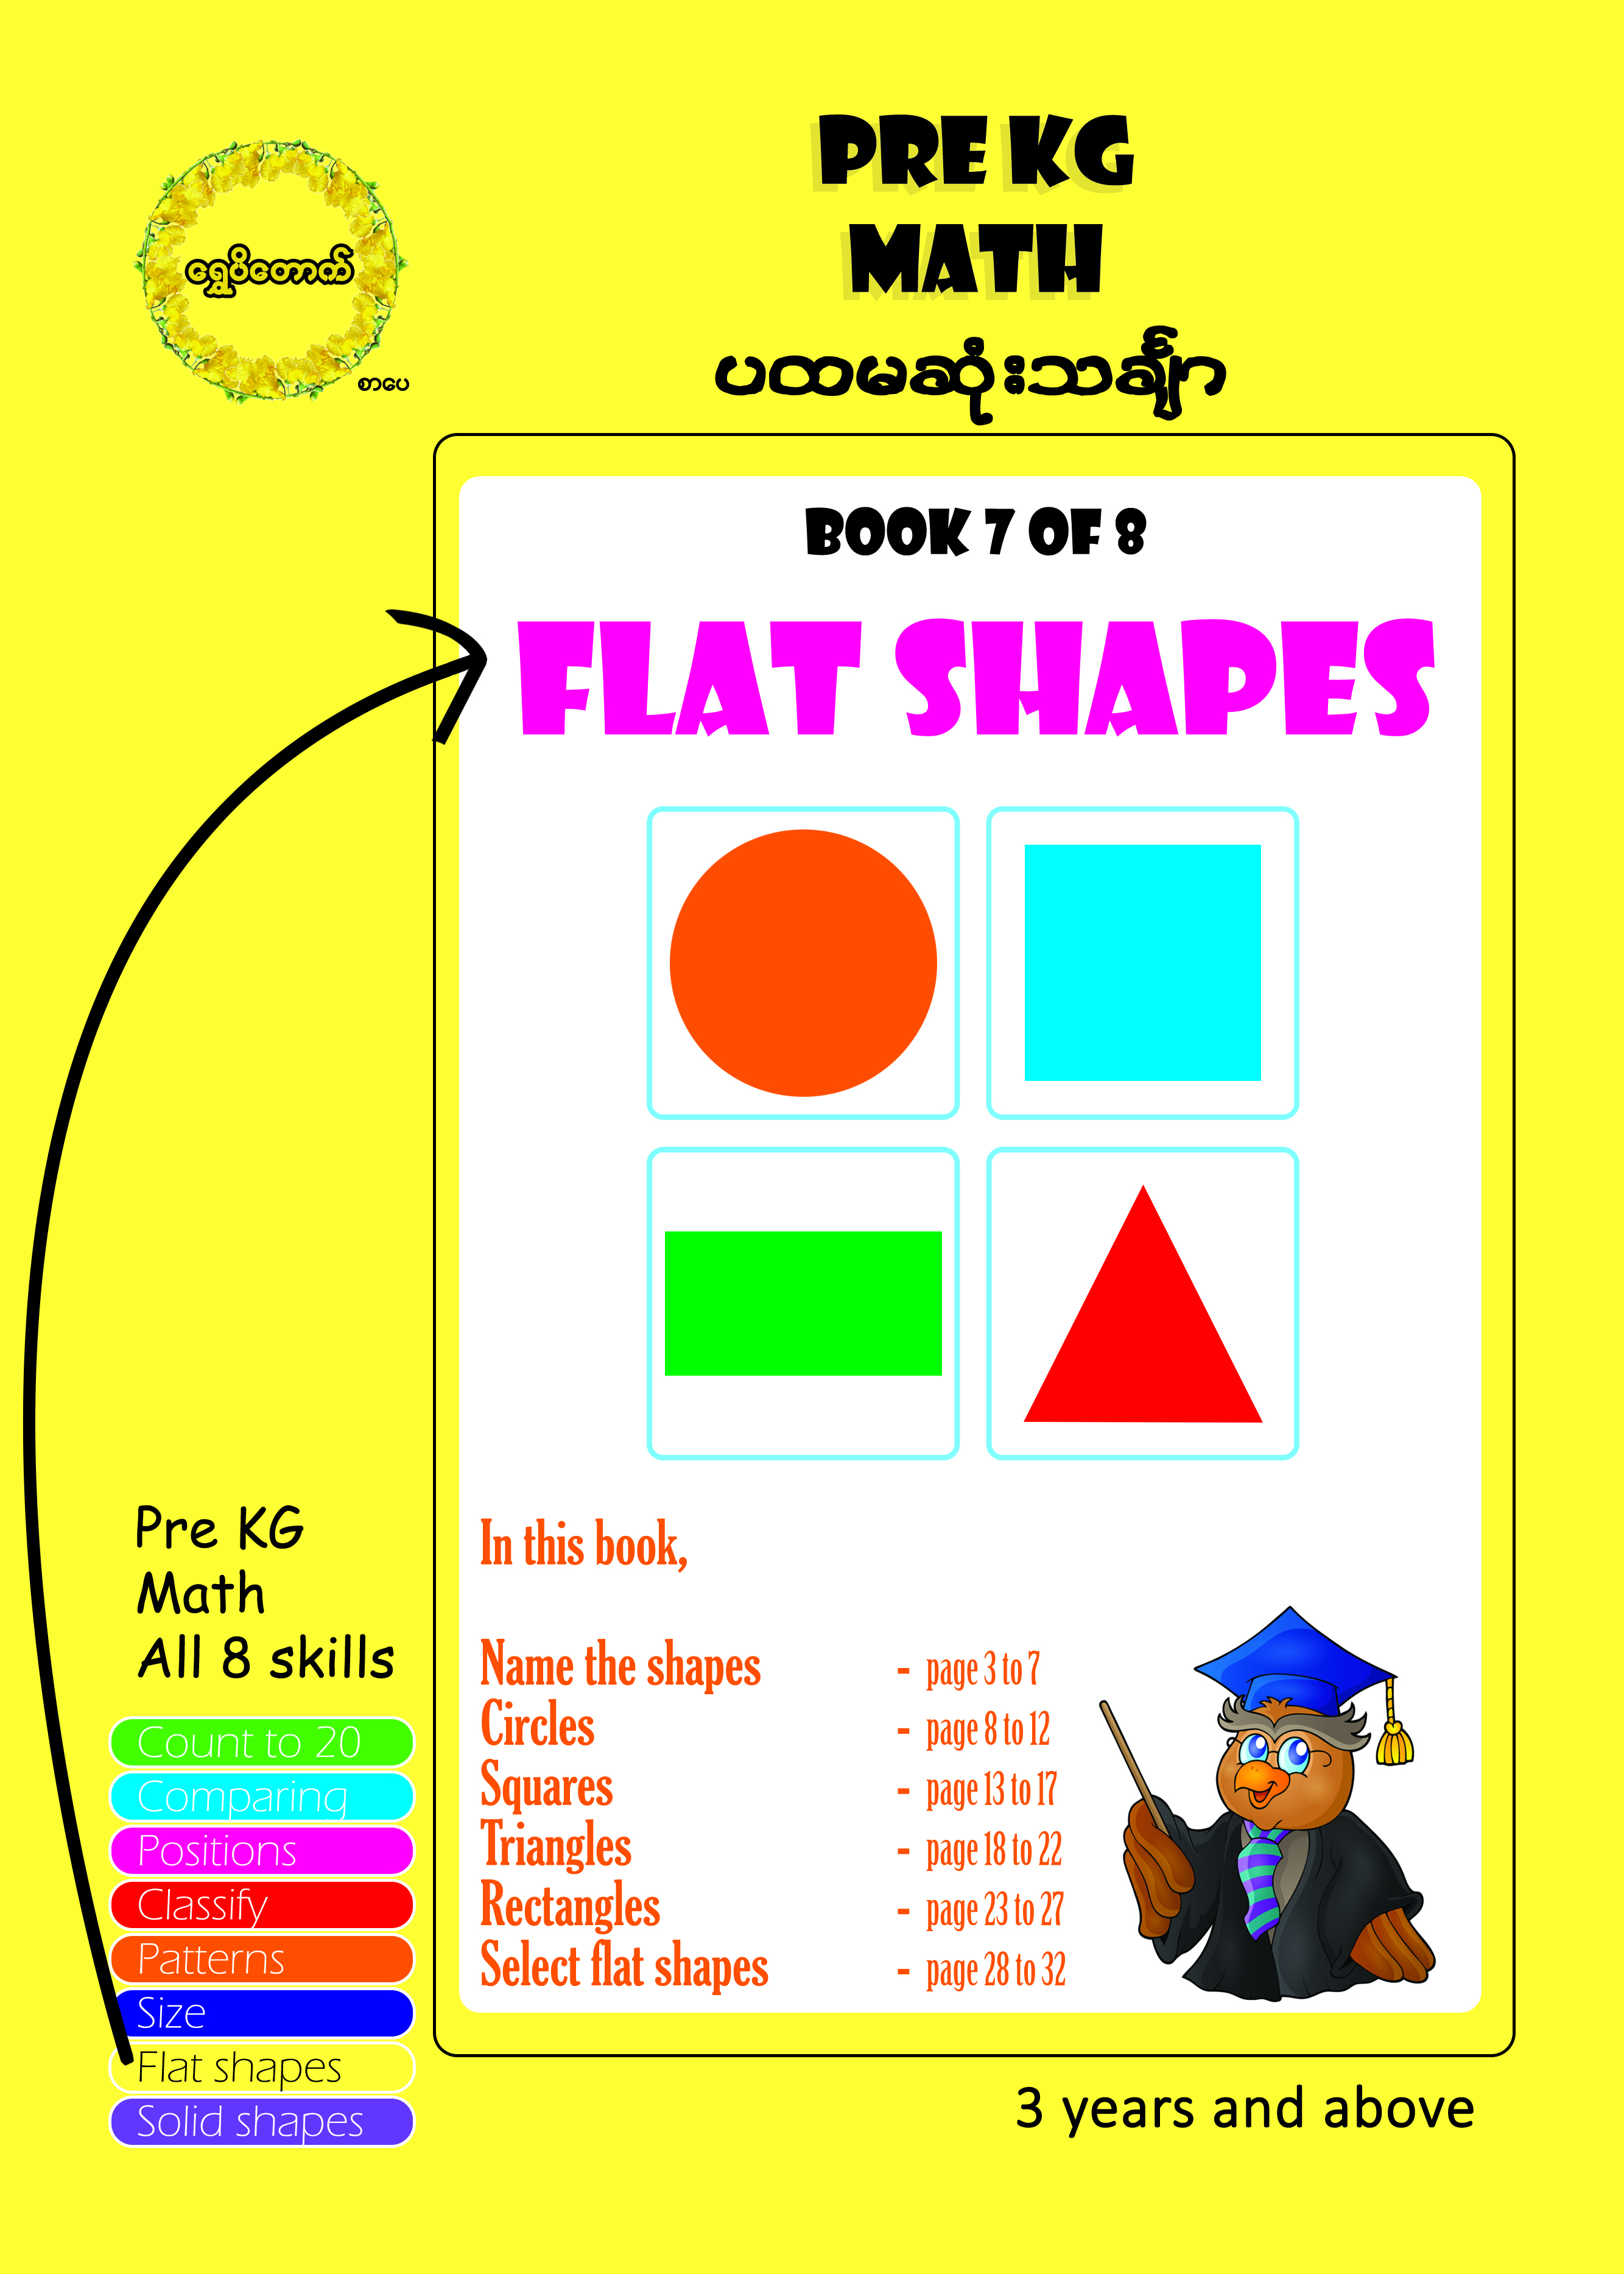 ရွှေပိတောက်
စာပေ
PRE KG
MATH
ပထမဆုံးသင်္ချာ
BOOK 7 OF 8
FLAT SHAPES
In this book,
Name the shapes - page 3 to 7
Circles - page 8 to 12
Squares - page 13 to 17
Triangles - page 18 to 22
Rectangles - page 23 to 27
Select flat shapes - page 28 to 32
Pre KG
Math
All 8 skills
Count to 20
Comparing
Positions
Classify
Patterns
Size
Flat shapes
Solid shapes
3 years and above